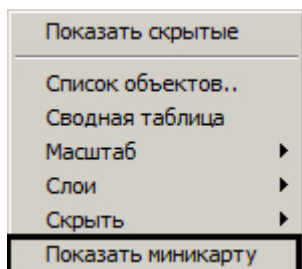 Показать скрытые
Список объектов..
Сводная таблица
Масштаб
Слои
Скрыть
Показать миникарту